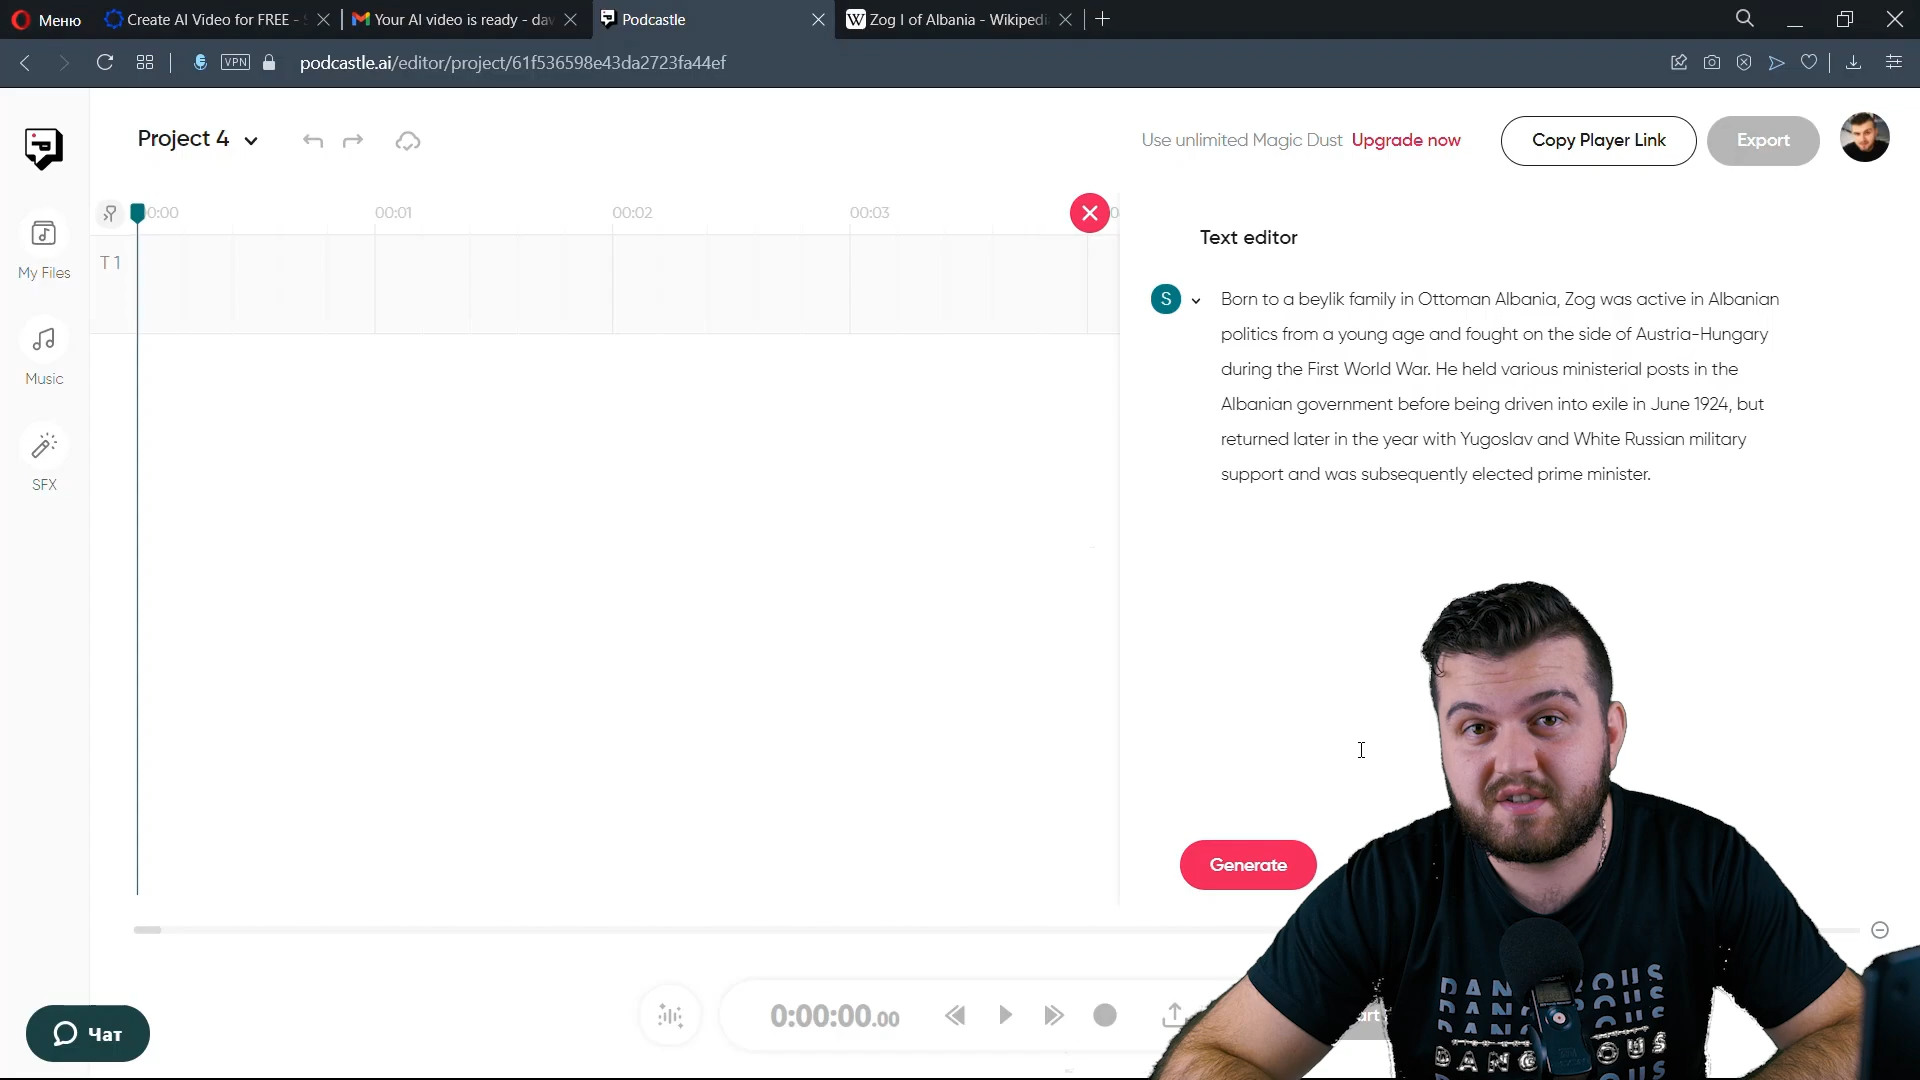 Меню
Create AI Video for FREE -
Your AI video is ready - da
Podcastle
W Zog I of Albania - Wikipedi
VPN
podcastle.ai/editor/project/61f536598e43da2723fa44ef
Project 4
Use unlimited Magic Dust Upgrade now
Copy Player Link
Export
00:00
00:01
00:02
00:03
T 1
My Files
Music
SFX
Text editor
S
Born to a beylik family in Ottoman Albania, Zog was active in Albanian
politics from a young age and fought on the side of Austria-Hungary
during the First World War. He held various ministerial posts in the
Albanian government before being driven into exile in June 1924, but
returned later in the year with Yugoslav and White Russian military
support and was subsequently elected prime minister.
Generate
0:00:00.00
Чат
DANGEROUS